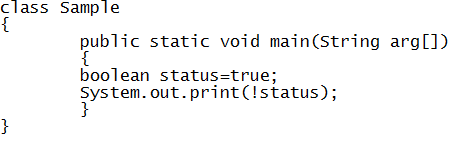 class Sample
{
        public static void main(String arg[])
        {
        boolean status=true;
        System.out.print(!status);
        }
}